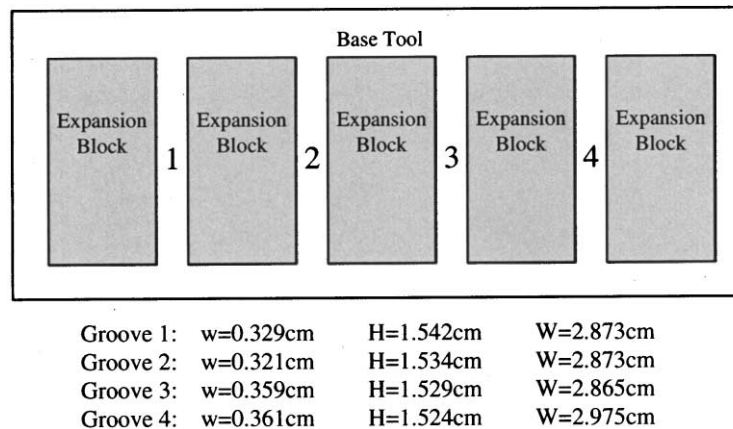 Base Tool
Expansion
Block
Expansion
Block
Expansion
Block
Expansion
Block
Expansion
Block
1
2
3
4
Groove 1: w=0.329cm H=1.542cm W=2.873cm
Groove 2: w=0.321cm H=1.534cm W=2.873cm
Groove 3: w=0.359cm H=1.529cm W=2.865cm
Groove 4: w=0.361cm H=1.524cm W=2.975cm